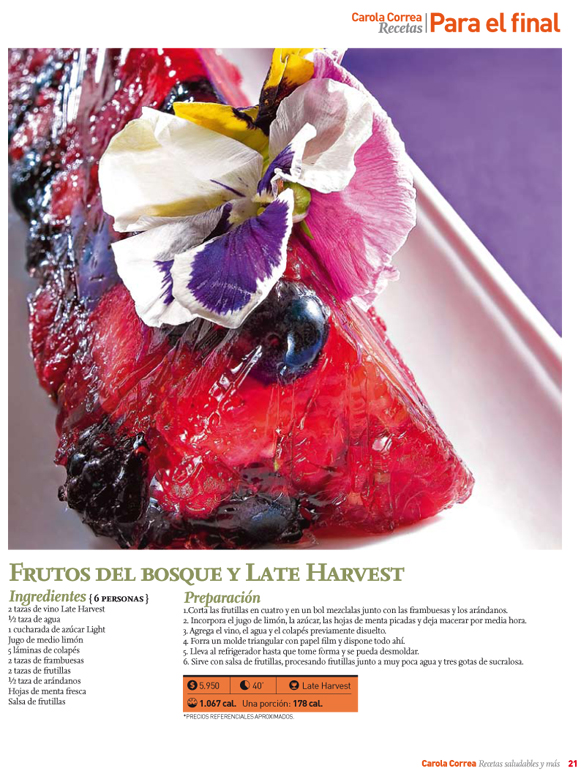 Carola Correa
Recetas
Para el final
FRUTOS DEL BOSQUE Y LATE HARVEST
Ingredientes { 6 PERSONAS }
2 tazas de vino Late Harvest
½ taza de agua
1 cucharada de azúcar Light
Jugo de medio limón
5 láminas de colapés
2 tazas de frambuesas
2 tazas de frutillas
½ taza de arándanos
Hojas de menta fresca
Salsa de frutillas
Preparación
1.Corta las frutillas en cuatro y en un bol mezclalas junto con las frambuesas y los arándanos.
2. Incorpora el jugo de limón, la azúcar, las hojas de menta picadas y deja macerar por media hora.
3. Agrega el vino, el agua y el colapés previamente disuelto.
4. Forra un molde triangular con papel film y dispone todo ahí.
5. Lleva al refrigerador hasta que tome forma y se pueda desmoldar.
6. Sirve con salsa de frutillas, procesando frutillas junto a muy poca agua y tres gotas de sucralosa.
$ 5.950 40' Late Harvest
1.067 cal. Una porción: 178 cal.
*PRECIOS REFERENCIALES APROXIMADOS.
Carola Correa Recetas saludables y más 21